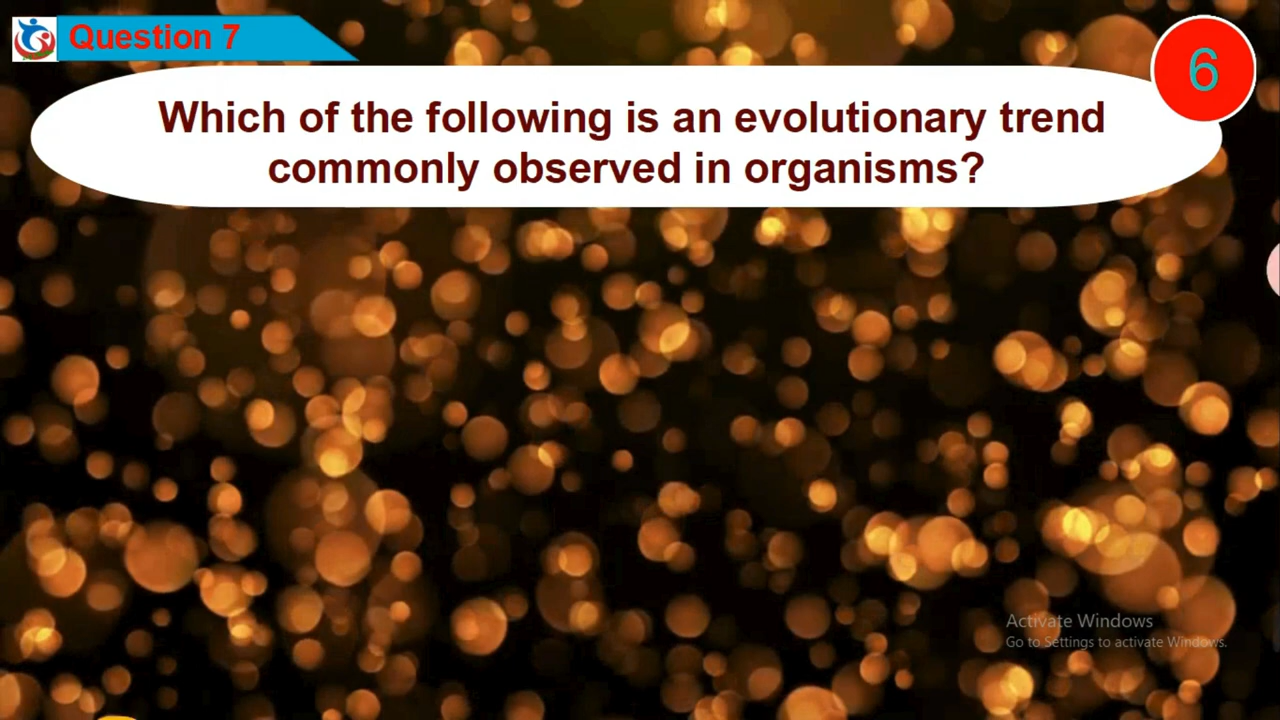 Question 7
6
Which of the following is an evolutionary trend
commonly observed in organisms?
Activate Windows
Go to Settings to activate Windows.